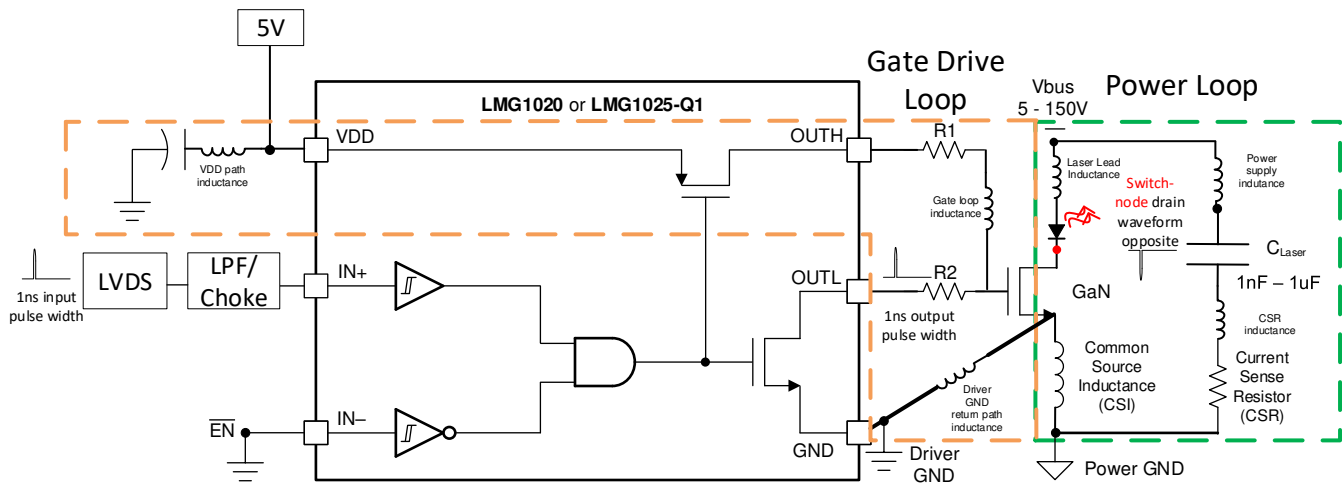 5V
Gate Drive
Loop
Vbus
5 - 150V
Power Loop
LMG1020 or LMG1025-Q1
VDD
OUTH
R1
VDD path
inductance
Laser Lead
Inductance
Power
supply
indutance
Switch-
node drain
waveform
opposite
Gate loop
inductance
CLaser
1nF – 1uF
IN+
OUTL
R2
GaN
LVDS
LPF/
Choke
1ns input
pulse width
1ns output
pulse width
CSR
inductance
Common
Source
Inductance
(CSI)
Current
Sense
Resistor
(CSR)
Driver
GND
return path
inductance
EN
IN–
GND
Driver
GND
Power GND